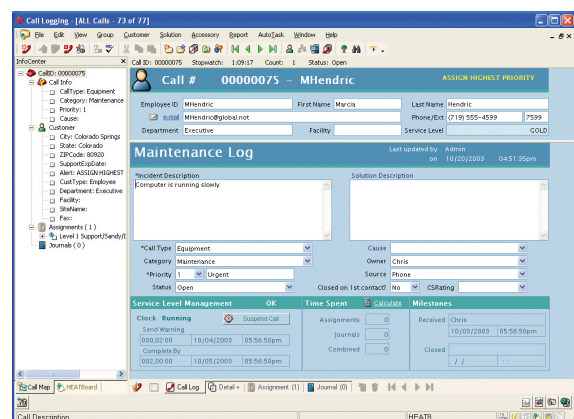 Call Logging - [ALL Calls - 73 of 77]
File Edit View Group Customer Solution Accessory Report AutoTask Window Help
InfoCenter
Call ID: 00000075 Stopwatch: 1:09:17 Count: 1 Status: Open
CallID: 00000075
Call Info
CallType: Equipment
Category: Maintenance
Priority: 1
Cause:
Customer
City: Colorado Springs
State: Colorado
ZIPCode: 80920
SupportExpDate:
Alert: ASSIGN HIGHEST
CustType: Employee
Department: Executive
Facility:
SiteName:
Fax:
Assignments ( 1 )
Level 1 Support/Sandy/D
Journals ( 0 )
Call # 00000075 - MHendric
ASSIGN HIGHEST PRIORITY
Employee ID MHendric First Name Marcia Last Name Hendric
e-mail MHendric@global.not Phone/Ext (719) 555-4599 7599
Department Executive Facility Service Level GOLD
Maintenance Log
Last updated by Admin
on 10/20/2003 04:51:35pm
*Incident Description Solution Description
Computer is running slowly
*Call Type Equipment Cause
Category Maintenance Owner Chris
*Priority 1 Urgent Source Phone
Status Open Closed on 1st contact? No CSRating
Service Level Management OK Time Spent Calculate Milestones
Clock Running Suspend Call Assignments 0 Received Chris
Send Warning
000,02:00 10/04/2003 05:56:50pm Journals 0 10/03/2003 05:56:50pm
Complete By Combined 0 Closed
002,00:00 10/05/2003 05:56:50pm / / : :
Call Map HEATBoard Call Log Detail+ Assignment (1) Journal (0)
Call Description HEATB